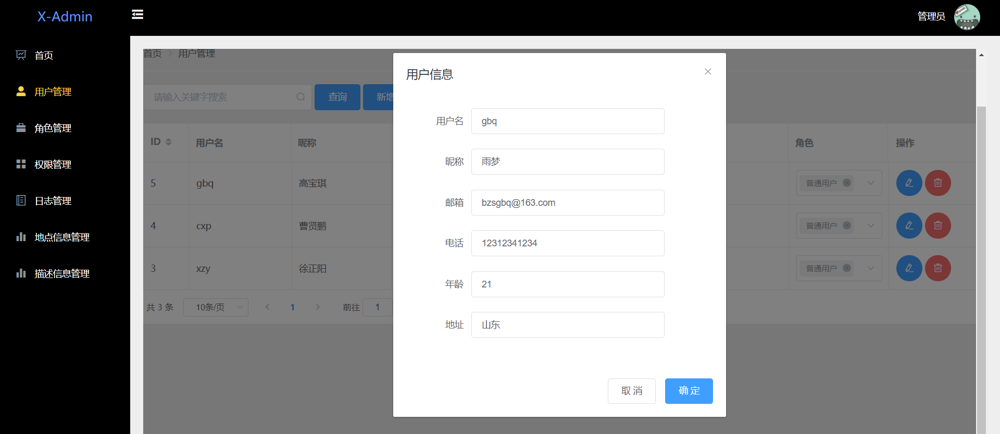 X-Admin
管理员
首页
用户管理
角色管理
权限管理
日志管理
地点信息管理
描述信息管理
首页 用户管理
请输入关键字搜索 查询 新增
ID 用户名 昵称 角色 操作
5 gbq 高宝琪 普通用户
4 cxp 曹贤鹏 普通用户
3 xzy 徐正阳 普通用户
共 3 条 10条/页 1 前往 1
用户信息
用户名 gbq
昵称 雨梦
邮箱 bzsgbq@163.com
电话 12312341234
年龄 21
地址 山东
取 消 确 定